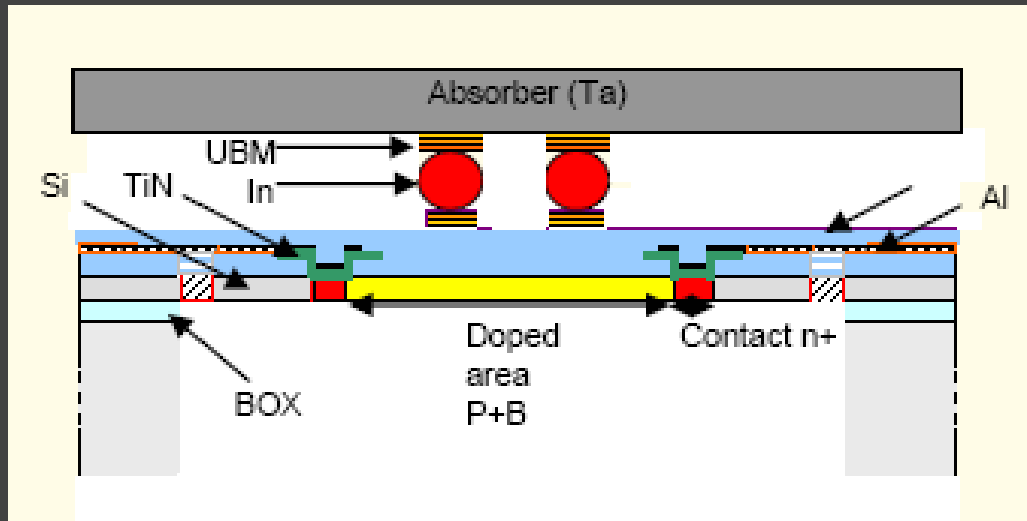 Absorber (Ta)
UBM
Si
TiN
In
Al
Doped
area
P+B
Contact n+
BOX